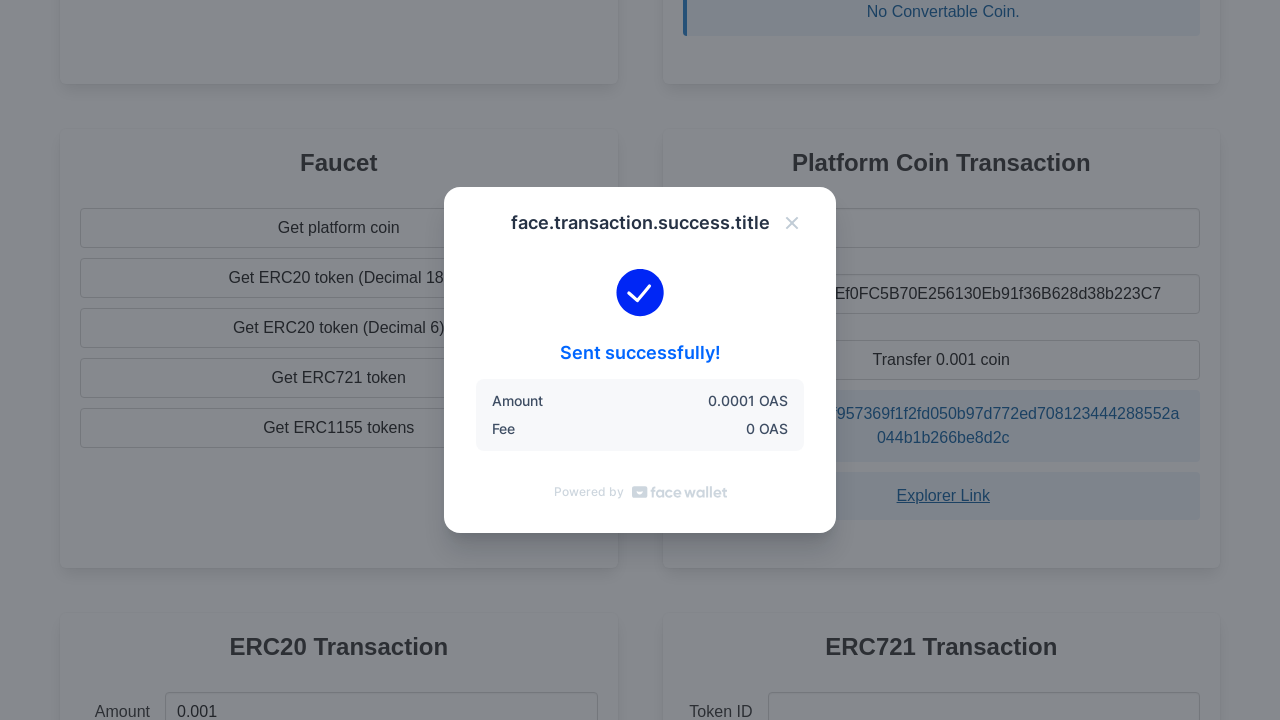 No Convertable Coin.
Faucet
Platform Coin Transaction
Get platform coin
Get ERC20 token (Decimal 18
Get ERC20 token (Decimal 6)
Get ERC721 token
Get ERC1155 tokens
face.transaction.success.title
Sent successfully!
Amount 0.0001 OAS
Fee 0 OAS
Powered by face wallet
Ef0FC5B70E256130Eb91f36B628d38b223C7
Transfer 0.001 coin
957369f1f2fd050b97d772ed708123444288552a
044b1b266be8d2c
Explorer Link
ERC20 Transaction
Amount 0.001
ERC721 Transaction
Token ID